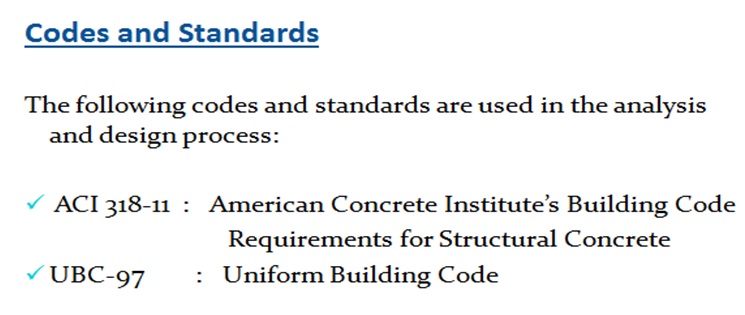 Codes and Standards
The following codes and standards are used in the analysis
and design process:
✓ ACI 318-11 : American Concrete Institute’s Building Code
Requirements for Structural Concrete
✓ UBC-97 : Uniform Building Code